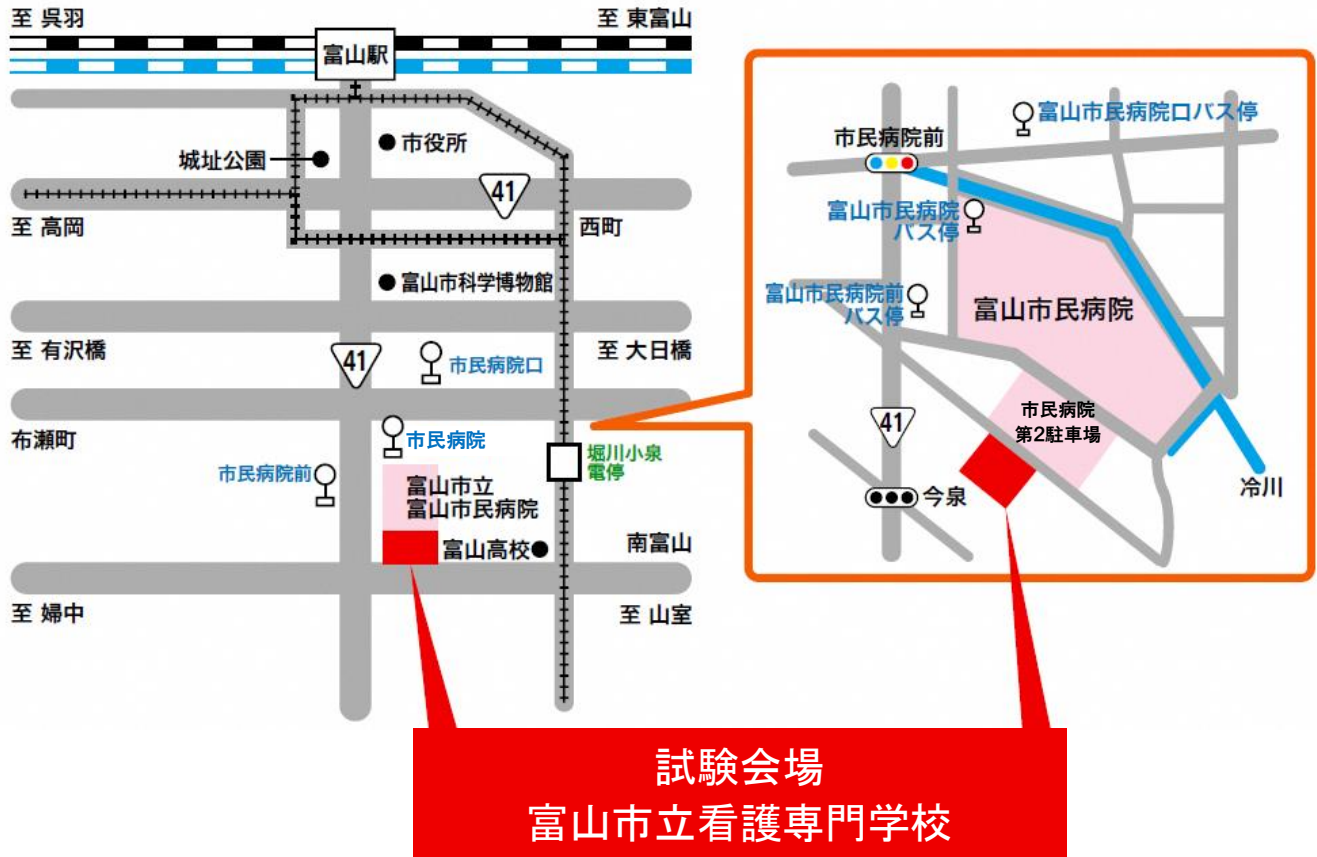 至 呉羽
至 東富山
富山駅
城址公園
市役所
41
至 高岡
西町
富山市科学博物館
至 有沢橋
41
市民病院口
至 大日橋
布瀬町
市民病院
市民病院前
堀川小泉
電停
富山市立
富山市民病院
富山高校
南富山
至 婦中
至 山室
富山市民病院口バス停
市民病院前
富山市民病院
バス停
富山市民病院前
バス停
富山市民病院
市民病院
第2駐車場
41
今泉
冷川
試験会場
富山市立看護専門学校